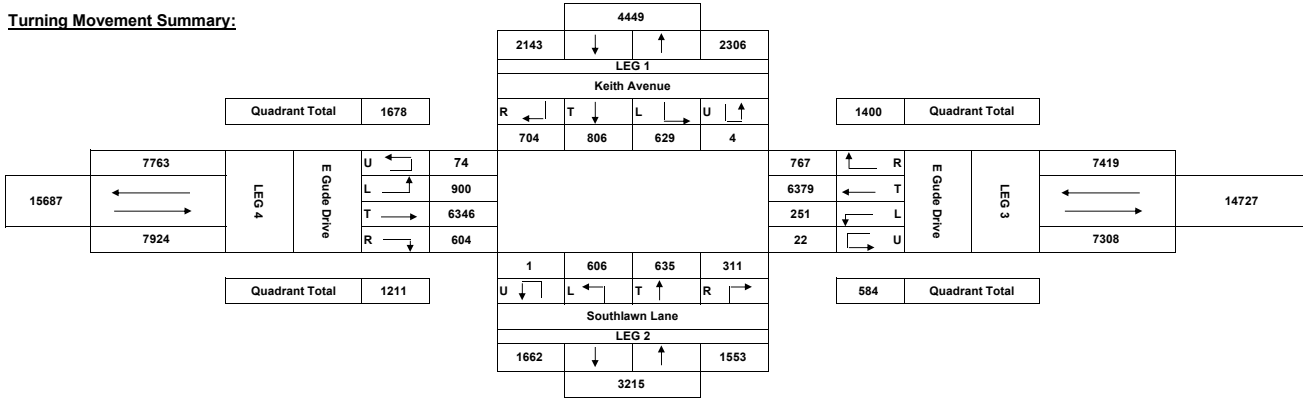 Turning Movement Summary:
4449
2143 2306
LEG 1
Keith Avenue
Quadrant Total 1678
R T L U
1400 Quadrant Total
704 806 629 4
7763
15687
7924
LEG 4
E Gude Drive
U 74
L 900
T 6346
R 604
767 R
6379 T
251 L
22 U
E Gude Drive
LEG 3
7419
14727
7308
1 606 635 311
Quadrant Total 1211
U L T R
584 Quadrant Total
Southlawn Lane
LEG 2
1662 1553
3215